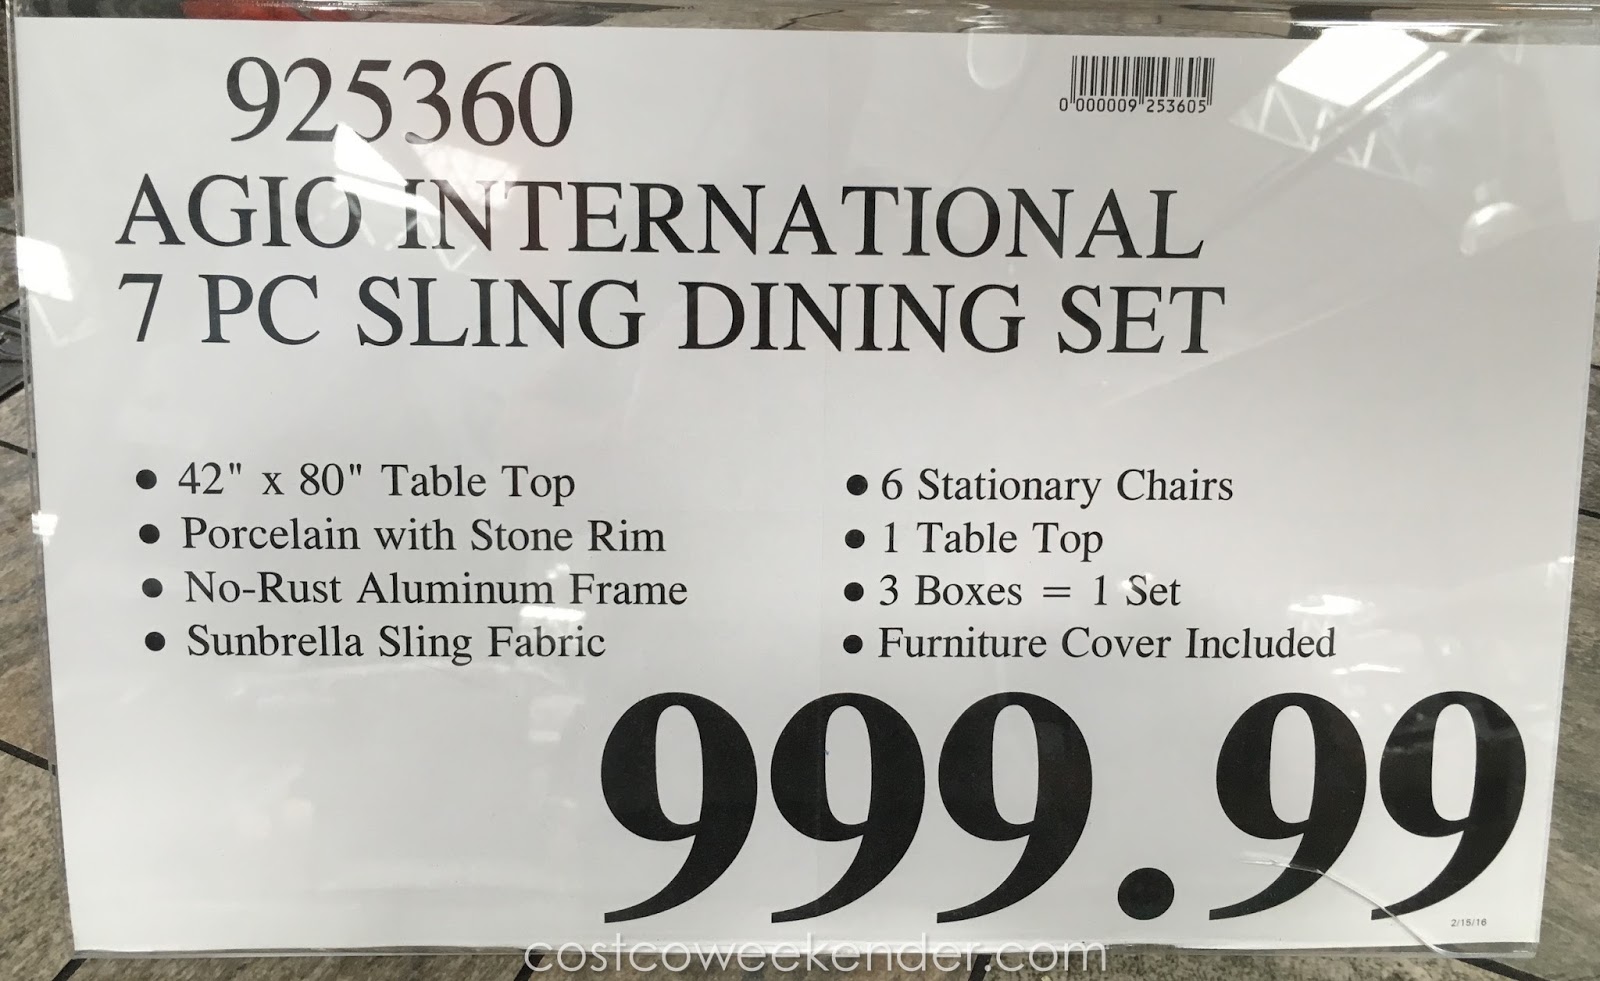 925360
0 000009 253605
AGIO INTERNATIONAL
7 PC SLING DINING SET
• 42" x 80" Table Top
• Porcelain with Stone Rim
• No-Rust Aluminum Frame
• Sunbrella Sling Fabric
• 6 Stationary Chairs
• 1 Table Top
• 3 Boxes = 1 Set
• Furniture Cover Included
999.99
2/15/16
costcoweekender.com